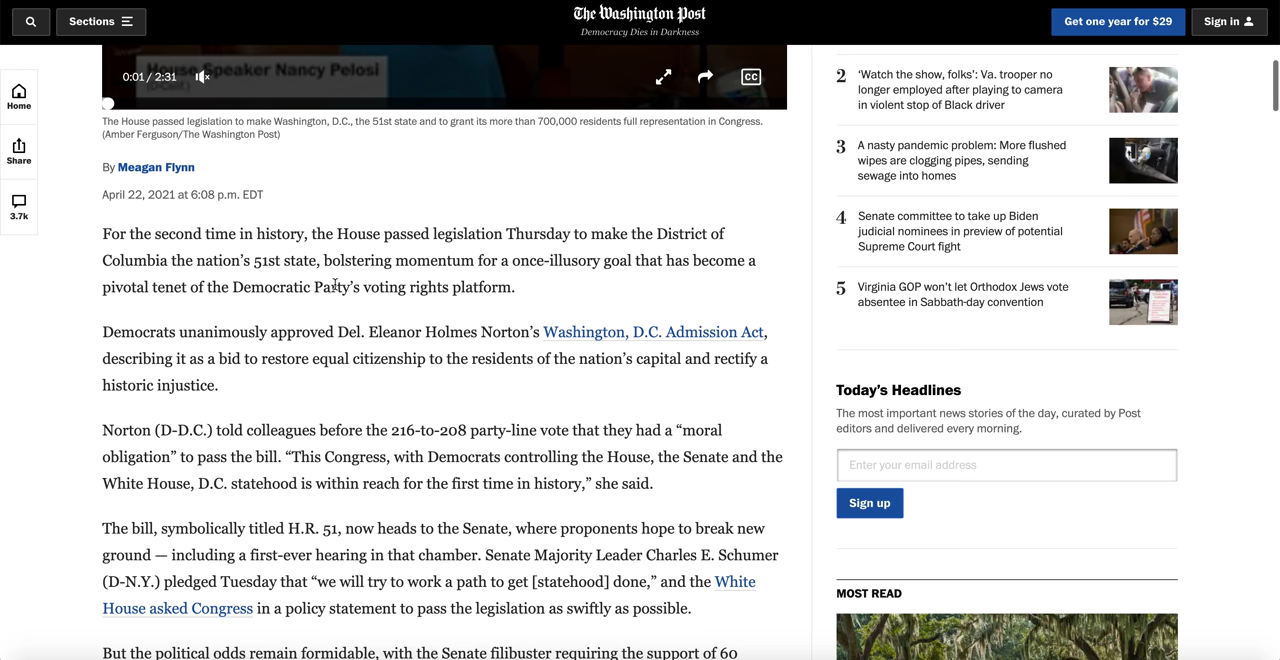 Sections
The Washington Post
Democracy Dies in Darkness
Get one year for $29
Sign in
Home
Share
3.7k
House Speaker Nancy Pelosi
(D-Calif.)
0:01 / 2:31
CC
The House passed legislation to make Washington, D.C., the 51st state and to grant its more than 700,000 residents full representation in Congress.
(Amber Ferguson/The Washington Post)
By Meagan Flynn
April 22, 2021 at 6:08 p.m. EDT
For the second time in history, the House passed legislation Thursday to make the District of
Columbia the nation’s 51st state, bolstering momentum for a once-illusory goal that has become a
pivotal tenet of the Democratic Party’s voting rights platform.
Democrats unanimously approved Del. Eleanor Holmes Norton’s Washington, D.C. Admission Act,
describing it as a bid to restore equal citizenship to the residents of the nation’s capital and rectify a
historic injustice.
Norton (D-D.C.) told colleagues before the 216-to-208 party-line vote that they had a “moral
obligation” to pass the bill. “This Congress, with Democrats controlling the House, the Senate and the
White House, D.C. statehood is within reach for the first time in history,” she said.
The bill, symbolically titled H.R. 51, now heads to the Senate, where proponents hope to break new
ground — including a first-ever hearing in that chamber. Senate Majority Leader Charles E. Schumer
(D-N.Y.) pledged Tuesday that “we will try to work a path to get [statehood] done,” and the White
House asked Congress in a policy statement to pass the legislation as swiftly as possible.
But the political odds remain formidable, with the Senate filibuster requiring the support of 60
2
‘Watch the show, folks’: Va. trooper no
longer employed after playing to camera
in violent stop of Black driver
3
A nasty pandemic problem: More flushed
wipes are clogging pipes, sending
sewage into homes
4
Senate committee to take up Biden
judicial nominees in preview of potential
Supreme Court fight
5
Virginia GOP won’t let Orthodox Jews vote
absentee in Sabbath-day convention
Today’s Headlines
The most important news stories of the day, curated by Post
editors and delivered every morning.
Enter your email address
Sign up
MOST READ